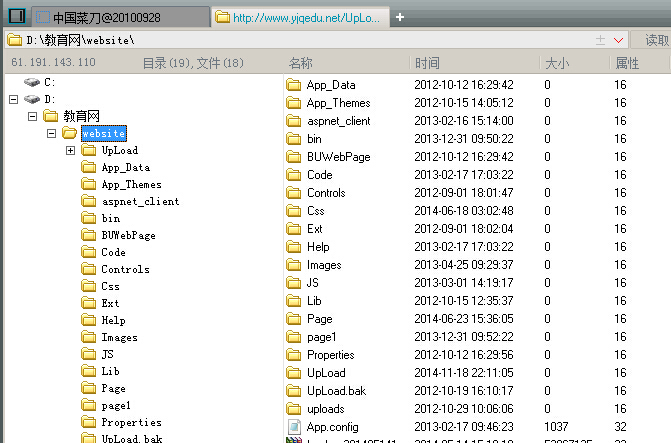 中国菜刀@20100928
http://www.yjqedu.net/UpLo...
D:\教育网\website\
读取
61.191.143.110 目录(19),文件(18)
名称 时间 大小 属性
C:
D:
教育网
website
UpLoad
App_Data
App_Themes
aspnet_client
bin
BUWebPage
Code
Controls
Css
Ext
Help
Images
JS
Lib
Page
page1
Properties
UpLoad.bak
App_Data 2012-10-12 16:29:42 0 16
App_Themes 2012-10-15 14:05:12 0 16
aspnet_client 2013-02-16 15:14:00 0 16
bin 2013-12-31 09:50:22 0 16
BUWebPage 2012-10-12 16:29:42 0 16
Code 2013-02-17 17:03:22 0 16
Controls 2012-09-01 18:01:47 0 16
Css 2014-06-18 03:02:48 0 16
Ext 2012-09-01 18:02:04 0 16
Help 2013-02-17 17:03:22 0 16
Images 2013-04-25 09:29:37 0 16
JS 2013-03-01 14:19:17 0 16
Lib 2012-10-15 12:35:37 0 16
Page 2014-06-23 15:36:05 0 16
page1 2013-12-31 09:52:22 0 16
Properties 2012-10-12 16:29:56 0 16
UpLoad 2014-11-18 22:11:05 0 16
UpLoad.bak 2012-10-19 16:10:17 0 16
uploads 2012-10-29 10:06:06 0 16
App.config 2013-02-17 09:46:23 1037 32